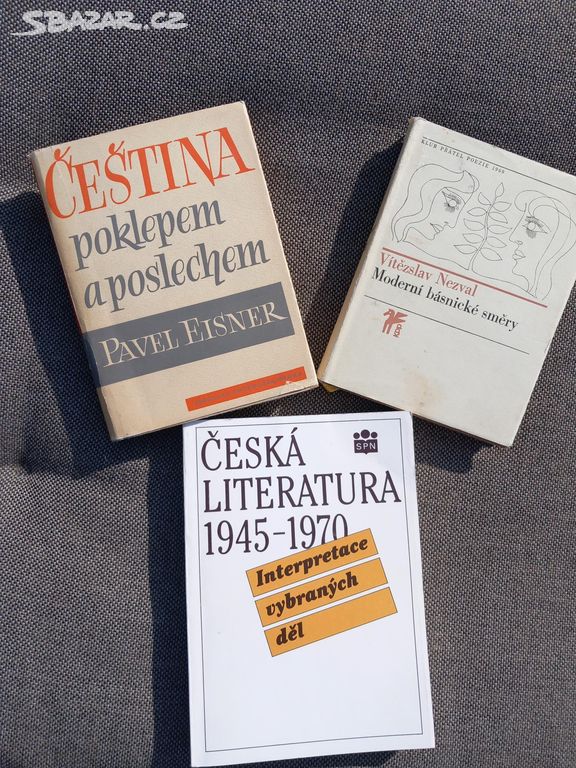 SBAZAR.CZ
ČEŠTINA
poklepem
a poslechem
PAVEL EISNER
KLUB PŘÁTEL POEZIE 1969
Vítězslav Nezval
Moderní básnické směry
ČESKÁ
LITERATURA
1945–1970
SPN
Interpretace
vybraných
děl